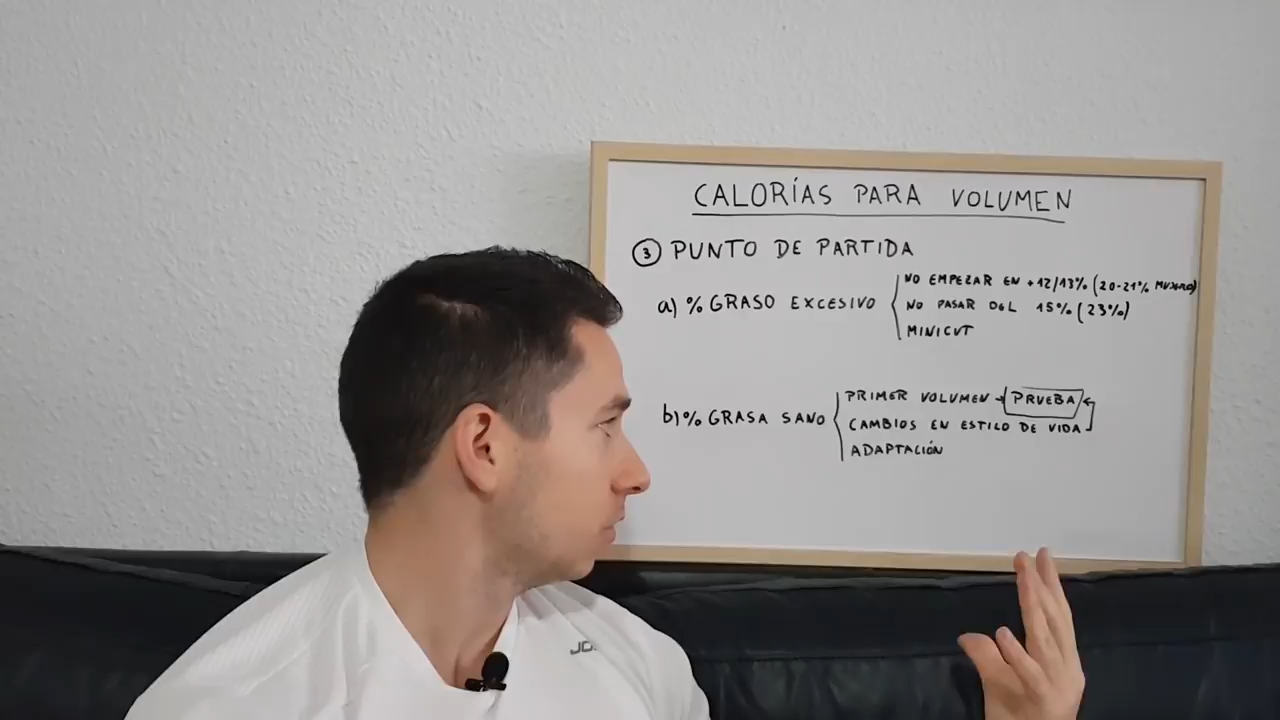 CALORÍAS PARA VOLUMEN
3 PUNTO DE PARTIDA
a) % GRASO EXCESIVO
NO EMPEZAR EN +12/13% (20-21% MUJERES)
NO PASAR DEL 15% (23%)
MINICUT
b) % GRASA SANO
PRIMER VOLUMEN → PRUEBA
CAMBIOS EN ESTILO DE VIDA
ADAPTACIÓN